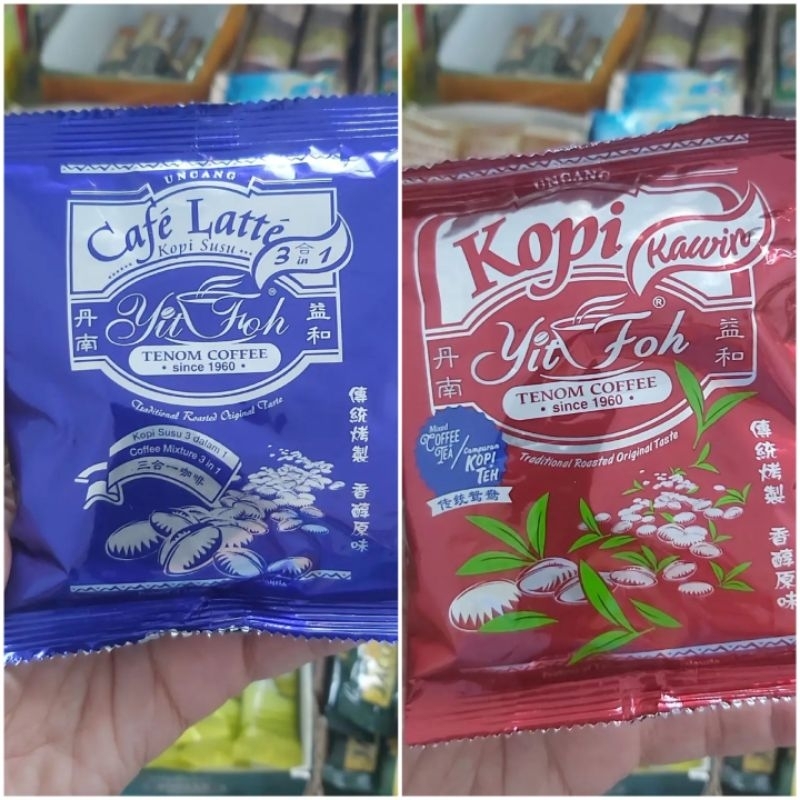 UNCANG
Café Latté
Kopi Susu
3 合 in 1
Yit Foh®
丹南
益和
TENOM COFFEE
• since 1960 •
Traditional Roasted Original Taste
Kopi Susu 3 dalam 1
Coffee Mixture 3 in 1
三合一咖啡
傳統烤製
香醇原味
UNCANG
Kopi
Kawin
Yit Foh®
丹南
益和
TENOM COFFEE
• since 1960 •
Traditional Roasted Original Taste
Mixed
COFFEE
TEA/
Campuran
KOPI
TEH
传统鸳鸯
傳統烤製
香醇原味